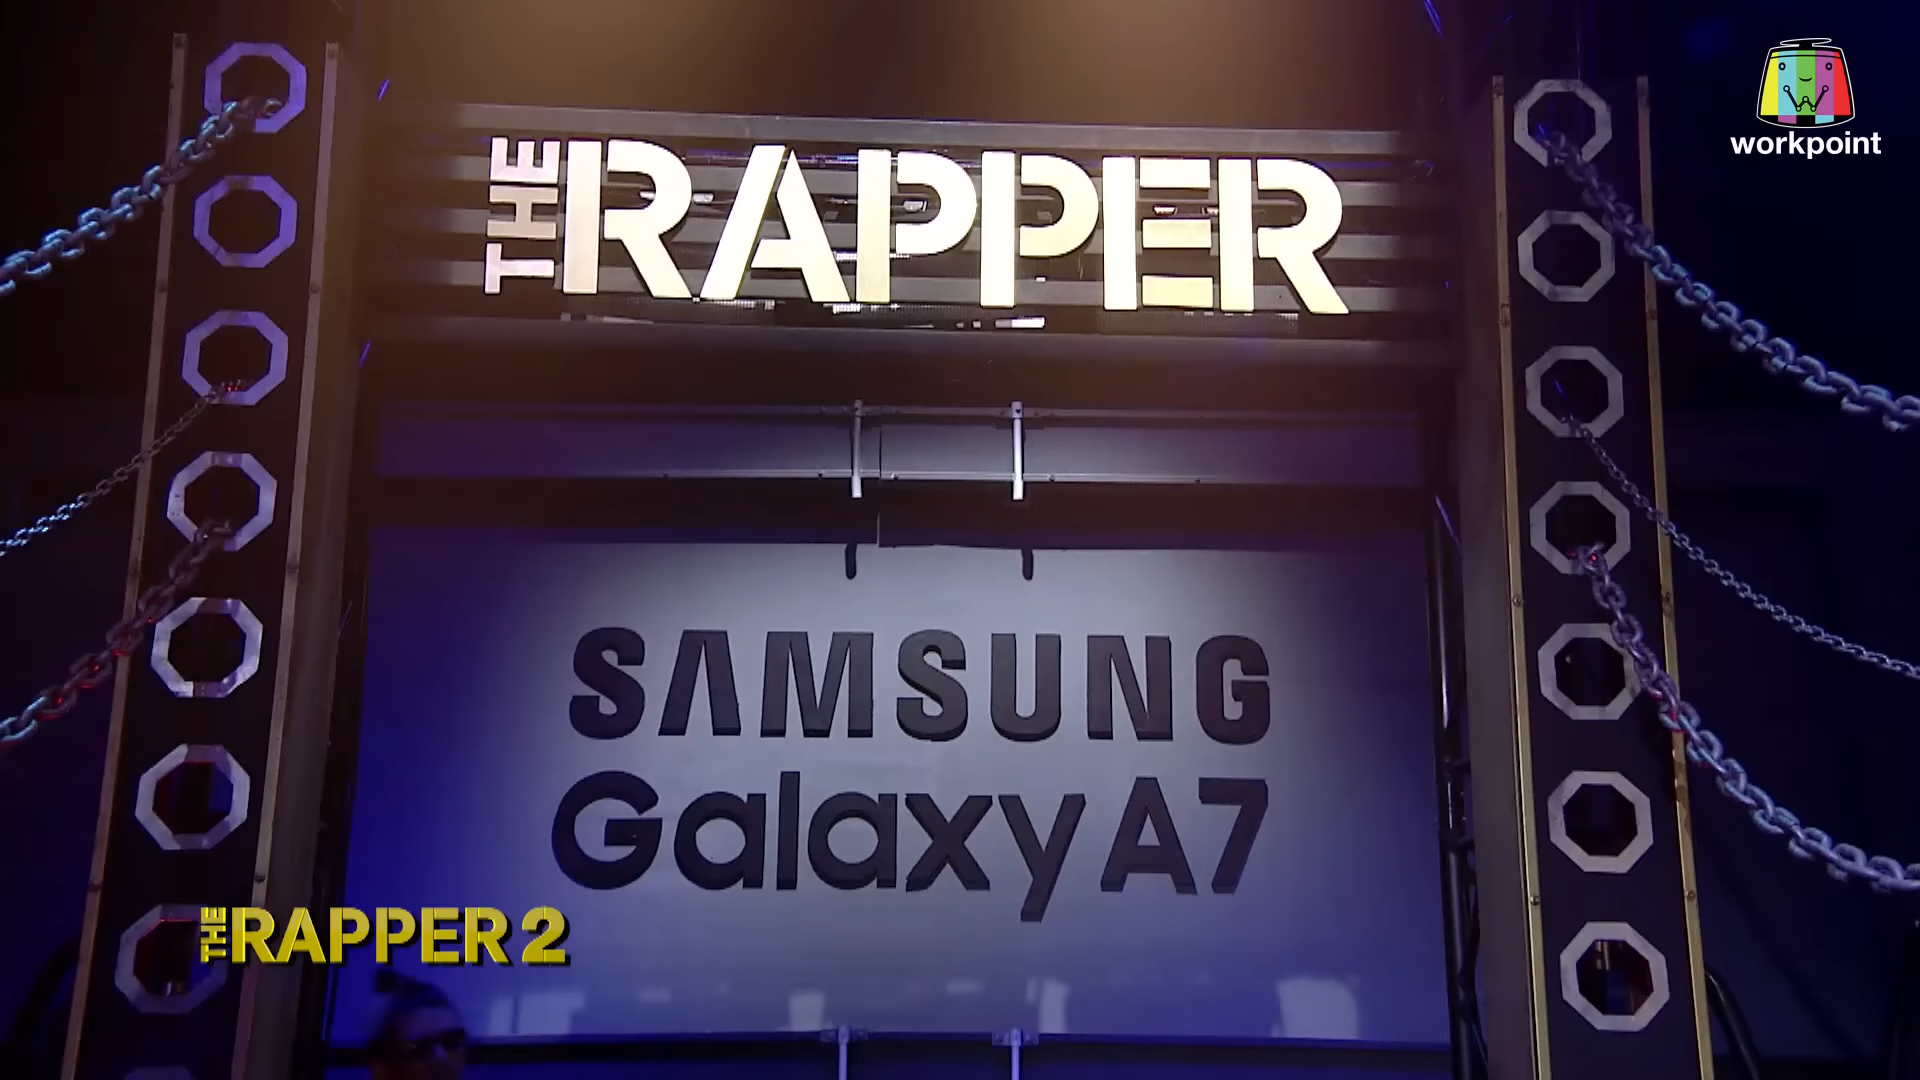 THE RAPPER
workpoint
SAMSUNG
Galaxy A7
THE RAPPER 2